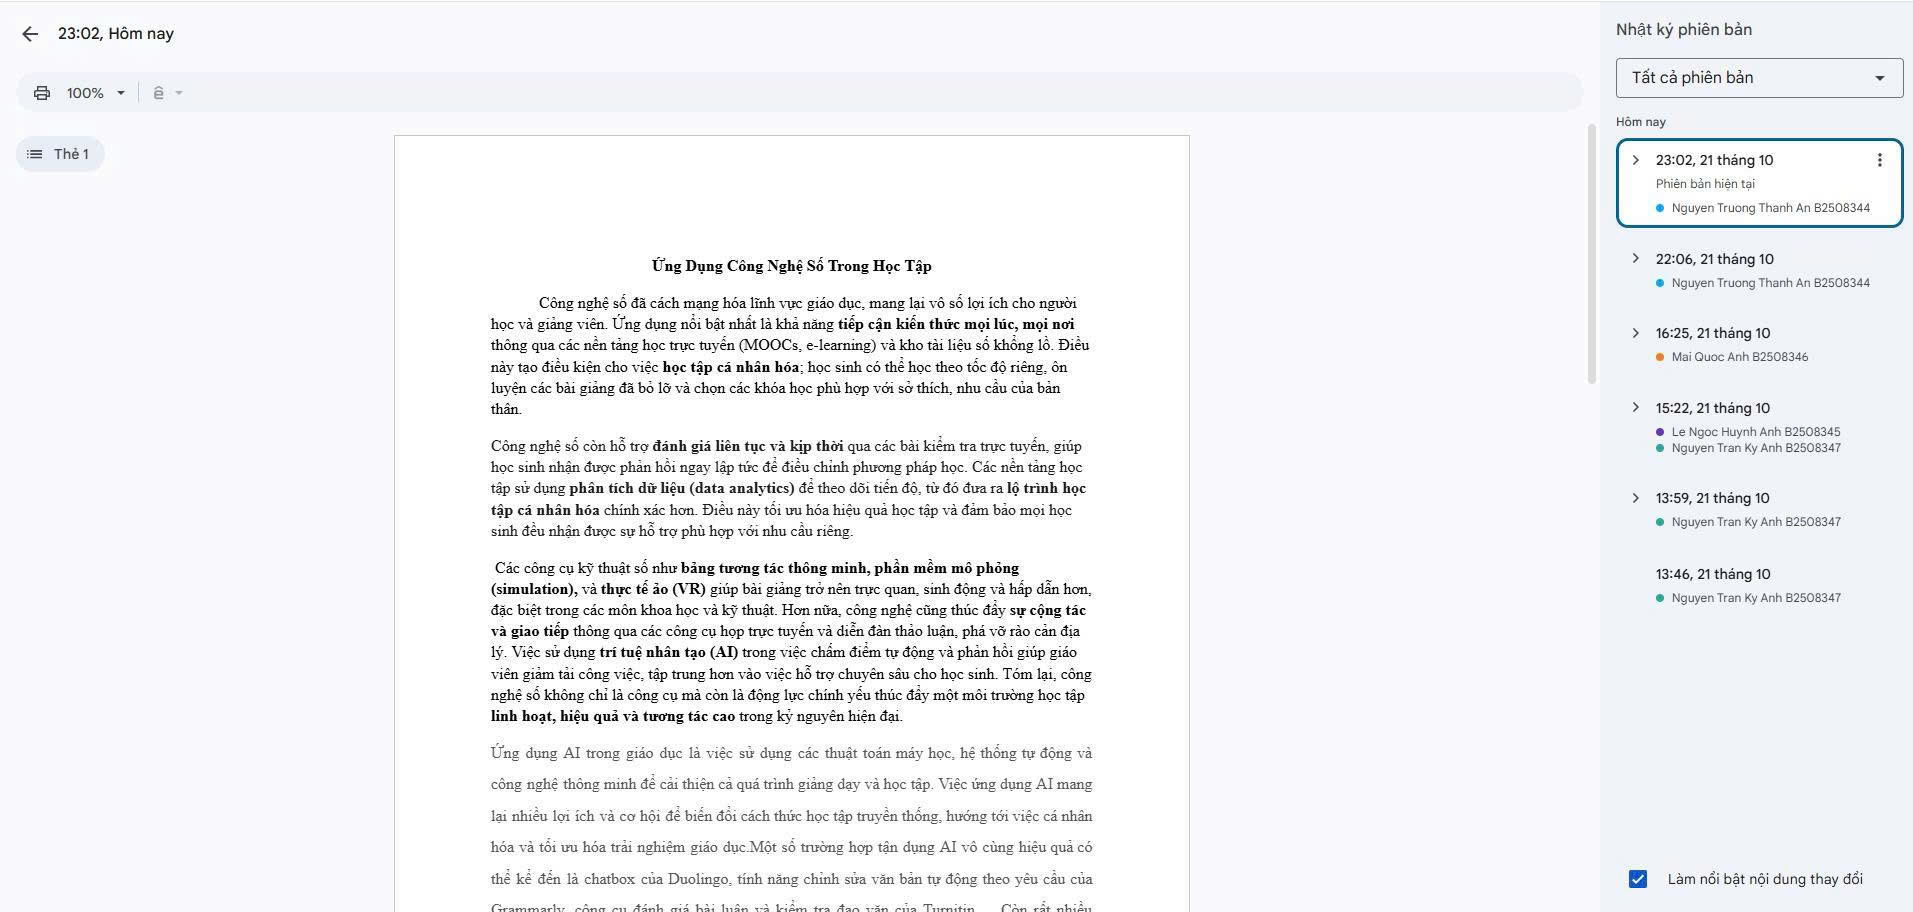 23:02, Hôm nay
100%
Thẻ 1
Ứng Dụng Công Nghệ Số Trong Học Tập
Công nghệ số đã cách mạng hóa lĩnh vực giáo dục, mang lại vô số lợi ích cho người
học và giảng viên. Ứng dụng nổi bật nhất là khả năng tiếp cận kiến thức mọi lúc, mọi nơi
thông qua các nền tảng học trực tuyến (MOOCs, e-learning) và kho tài liệu số khổng lồ. Điều
này tạo điều kiện cho việc học tập cá nhân hóa; học sinh có thể học theo tốc độ riêng, ôn
luyện các bài giảng đã bỏ lỡ và chọn các khóa học phù hợp với sở thích, nhu cầu của bản
thân.
Công nghệ số còn hỗ trợ đánh giá liên tục và kịp thời qua các bài kiểm tra trực tuyến, giúp
học sinh nhận được phản hồi ngay lập tức để điều chỉnh phương pháp học. Các nền tảng học
tập sử dụng phân tích dữ liệu (data analytics) để theo dõi tiến độ, từ đó đưa ra lộ trình học
tập cá nhân hóa chính xác hơn. Điều này tối ưu hóa hiệu quả học tập và đảm bảo mọi học
sinh đều nhận được sự hỗ trợ phù hợp với nhu cầu riêng.
Các công cụ kỹ thuật số như bảng tương tác thông minh, phần mềm mô phỏng
(simulation), và thực tế ảo (VR) giúp bài giảng trở nên trực quan, sinh động và hấp dẫn hơn,
đặc biệt trong các môn khoa học và kỹ thuật. Hơn nữa, công nghệ cũng thúc đẩy sự cộng tác
và giao tiếp thông qua các công cụ họp trực tuyến và diễn đàn thảo luận, phá vỡ rào cản địa
lý. Việc sử dụng trí tuệ nhân tạo (AI) trong việc chấm điểm tự động và phản hồi giúp giáo
viên giảm tải công việc, tập trung hơn vào việc hỗ trợ chuyên sâu cho học sinh. Tóm lại, công
nghệ số không chỉ là công cụ mà còn là động lực chính yếu thúc đẩy một môi trường học tập
linh hoạt, hiệu quả và tương tác cao trong kỷ nguyên hiện đại.
Ứng dụng AI trong giáo dục là việc sử dụng các thuật toán máy học, hệ thống tự động và
công nghệ thông minh để cải thiện cả quá trình giảng dạy và học tập. Việc ứng dụng AI mang
lại nhiều lợi ích và cơ hội để biến đổi cách thức học tập truyền thống, hướng tới việc cá nhân
hóa và tối ưu hóa trải nghiệm giáo dục.Một số trường hợp tận dụng AI vô cùng hiệu quả có
thể kể đến là chatbox của Duolingo, tính năng chỉnh sửa văn bản tự động theo yêu cầu của
Grammarly, công cụ đánh giá bài luận và kiểm tra đạo văn của Turnitin,... Còn rất nhiều
Nhật ký phiên bản
Tất cả phiên bản
Hôm nay
23:02, 21 tháng 10
Phiên bản hiện tại
Nguyen Truong Thanh An B2508344
22:06, 21 tháng 10
Nguyen Truong Thanh An B2508344
16:25, 21 tháng 10
Mai Quoc Anh B2508346
15:22, 21 tháng 10
Le Ngoc Huynh Anh B2508345
Nguyen Tran Ky Anh B2508347
13:59, 21 tháng 10
Nguyen Tran Ky Anh B2508347
13:46, 21 tháng 10
Nguyen Tran Ky Anh B2508347
Làm nổi bật nội dung thay đổi